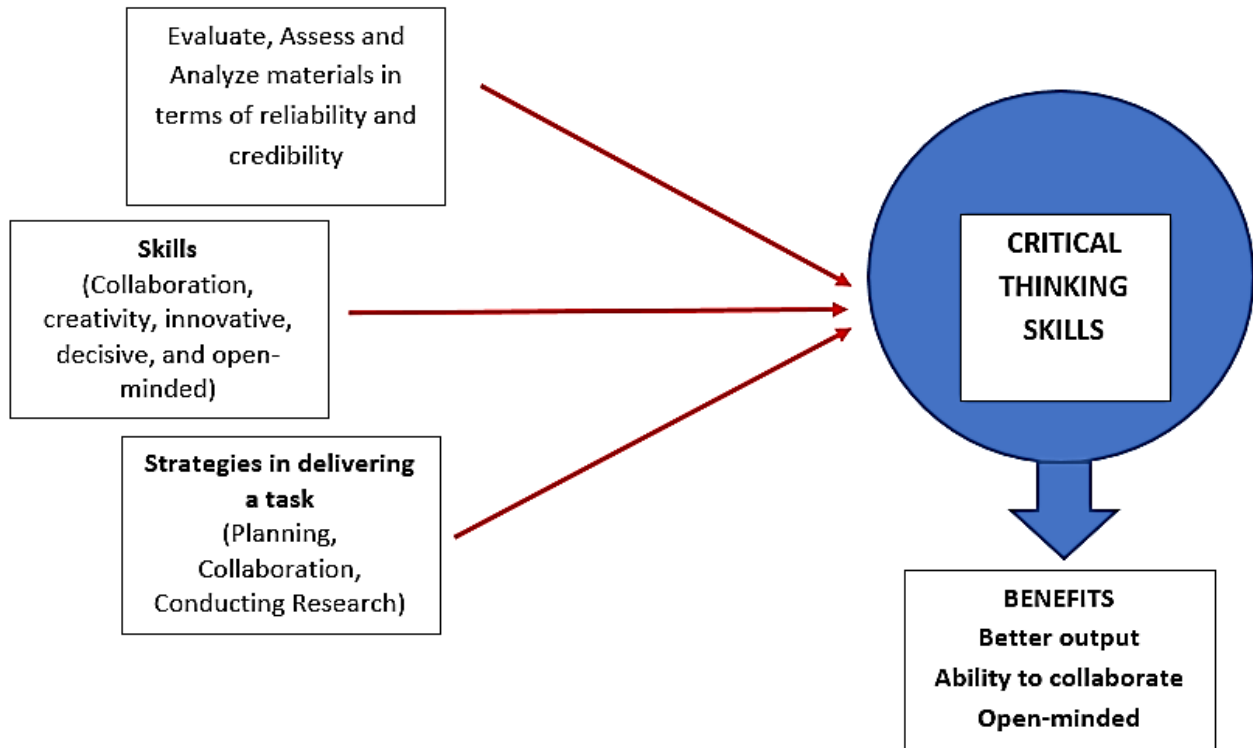 Evaluate, Assess and
Analyze materials in
terms of reliability and
credibility
Skills
(Collaboration,
creativity, innovative,
decisive, and open-
minded)
Strategies in delivering
a task
(Planning,
Collaboration,
Conducting Research)
CRITICAL
THINKING
SKILLS
BENEFITS
Better output
Ability to collaborate
Open-minded